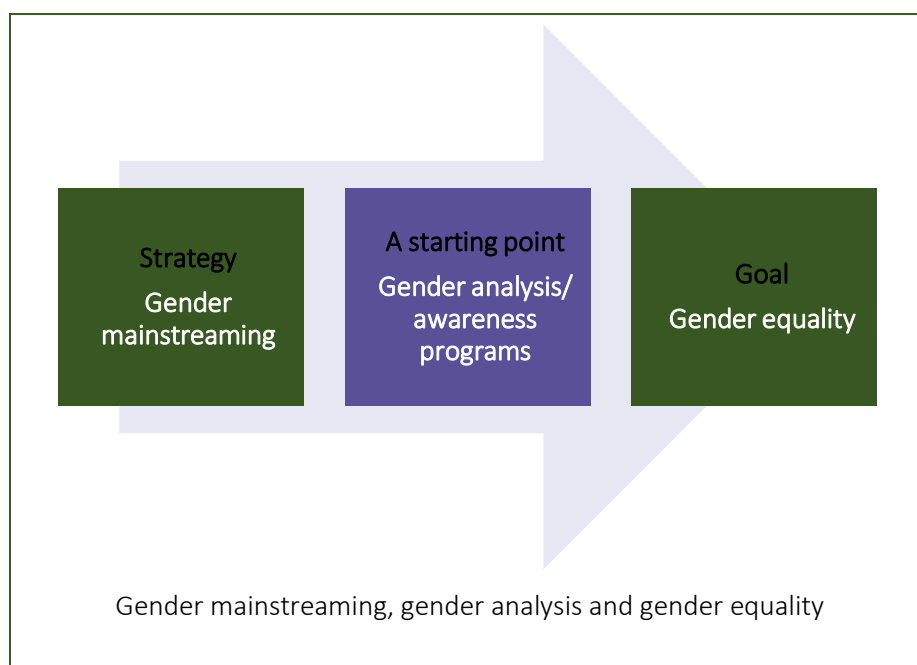 Strategy
Gender
mainstreaming
A starting point
Gender analysis/
awareness
programs
Goal
Gender equality
Gender mainstreaming, gender analysis and gender equality